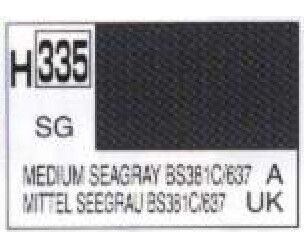 H 335
SG
MEDIUM SEAGRAY BS381C/637 A
MITTEL SEEGRAU BS381C/637 UK